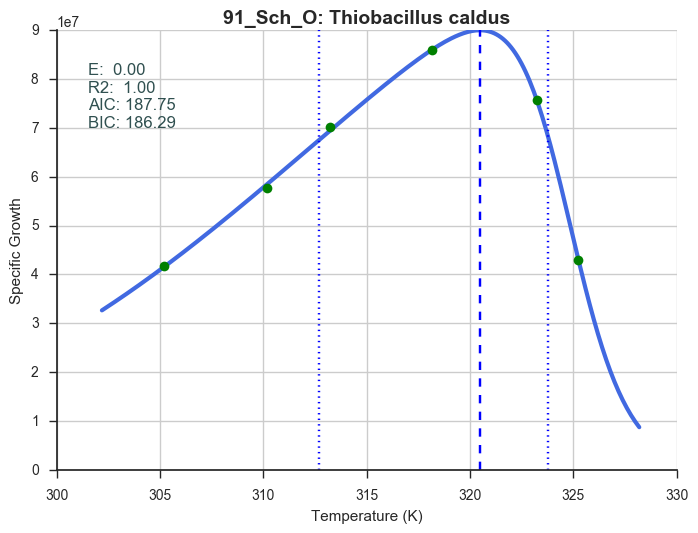 91_Sch_O: Thiobacillus caldus
1e7
9
8
7
6
5
4
3
2
1
0
E:  0.00
R2:  1.00
AIC: 187.75
BIC: 186.29
Specific Growth
300 305 310 315 320 325 330
Temperature (K)